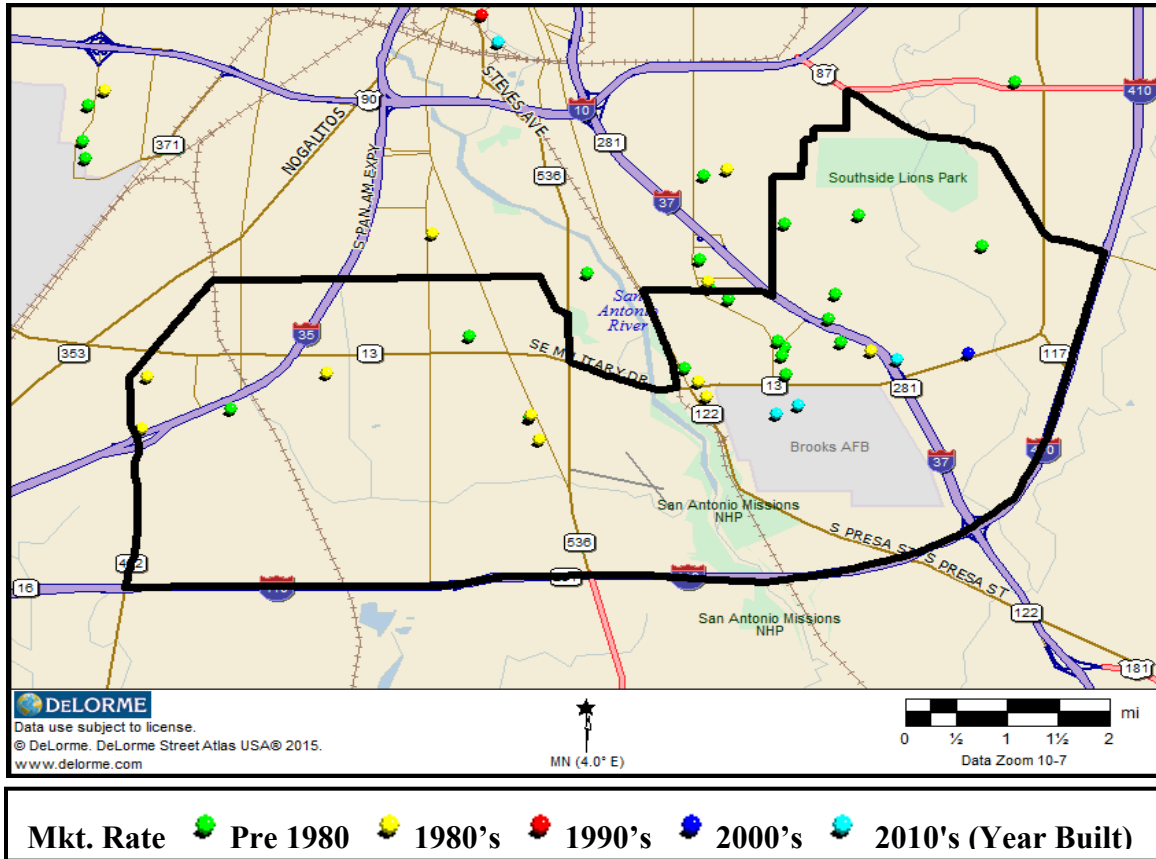 87
410
90
STEVES AVE
10
371
NOGALITOS
281
S PAN AM EXPY
536
Southside Lions Park
37
San
Antonio
River
35
353
13
SE MILITARY DR
117
13
281
122
Brooks AFB
37
San Antonio Missions
NHP
S PRESA ST
S PRESA ST
536
16
San Antonio Missions
NHP
122
181
DELORME
Data use subject to license.
© DeLorme. DeLorme Street Atlas USA® 2015.
www.delorme.com
MN (4.0° E)
mi
0 ½ 1 1½ 2
Data Zoom 10-7
Mkt. Rate Pre 1980 1980's 1990's 2000's 2010's (Year Built)